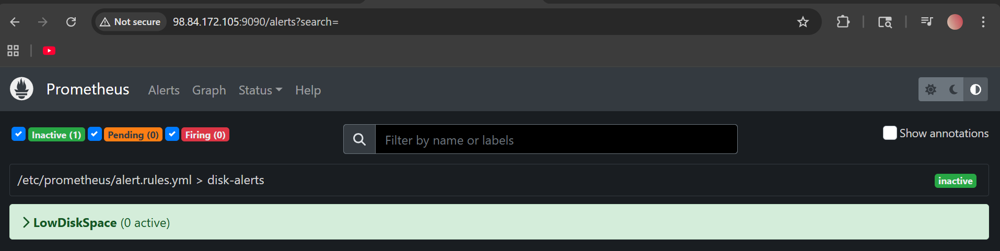 Not secure 98.84.172.105:9090/alerts?search=
Prometheus Alerts Graph Status Help
Inactive (1) Pending (0) Firing (0) Filter by name or labels Show annotations
/etc/prometheus/alert.rules.yml > disk-alerts inactive
LowDiskSpace (0 active)